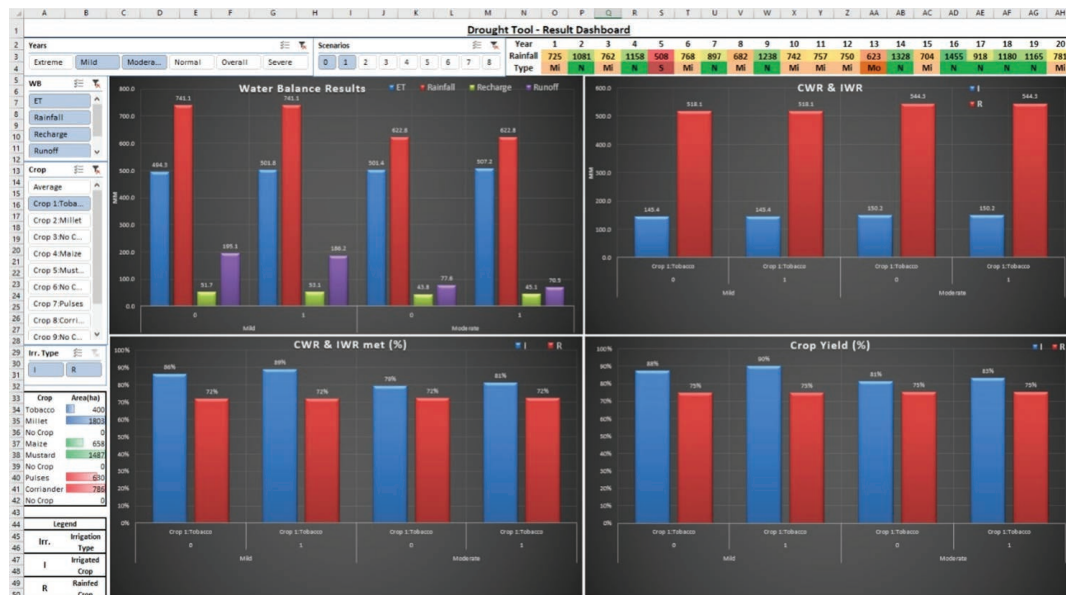 Drought Tool - Result Dashboard
Years
Extreme Mild Modera... Normal Overall Severe
Scenarios
0 1 2 3 4 5 6 7 8
Year 1 2 3 4 5 6 7 8 9 10 11 12 13 14 15 16 17 18 19 20
Rainfall 725 1081 762 1158 508 768 897 682 1238 742 757 750 623 1328 704 1455 918 1180 1165 781
Type Mi N Mi N S Mi N Mi N Mi Mi Mi Mo N Mi N N N N Mi
WB
ET
Rainfall
Recharge
Runoff
Crop
Average
Crop 1:Toba...
Crop 2:Millet
Crop 3:No C...
Crop 4:Maize
Crop 5:Must...
Crop 6:No C...
Crop 7:Pulses
Crop 8:Corri...
Crop 9:No C...
Irr. Type
I R
Crop Area(ha)
Tobacco 400
Millet 1803
No Crop 0
Maize 658
Mustard 1487
No Crop 0
Pulses 630
Corriander 786
No Crop 0
Legend
Irr. Irrigation Type
I Irrigated Crop
R Rainfed Crop
Water Balance Results
ET Rainfall Recharge Runoff
MM
800.0
700.0
600.0
500.0
400.0
300.0
200.0
100.0
0.0
741.1 741.1 622.8 622.8
501.8 501.4 507.2
51.7 195.1 53.1 43.8 77.6 45.1 70.5
0 1 0 1
Mild Moderate
CWR & IWR
I
R
MM
600.0
500.0
400.0
300.0
200.0
100.0
0.0
518.1 518.1 544.3 544.3
145.4 145.4 150.2 150.2
Crop 1:Tobacco Crop 1:Tobacco Crop 1:Tobacco Crop 1:Tobacco
0 1 0 1
Mild Moderate
CWR & IWR met (%)
I R
100%
90%
80%
70%
60%
50%
40%
30%
20%
10%
0%
86% 72% 89% 72% 72% 81% 72%
Crop 1:Tobacco Crop 1:Tobacco Crop 1:Tobacco Crop 1:Tobacco
0 1 0 1
Mild Moderate
Crop Yield (%)
I R
100%
90%
80%
70%
60%
50%
40%
30%
20%
10%
0%
88% 75% 90% 75% 81% 75% 83% 75%
Crop 1:Tobacco Crop 1:Tobacco Crop 1:Tobacco Crop 1:Tobacco
0 1 0 1
Mild Moderate